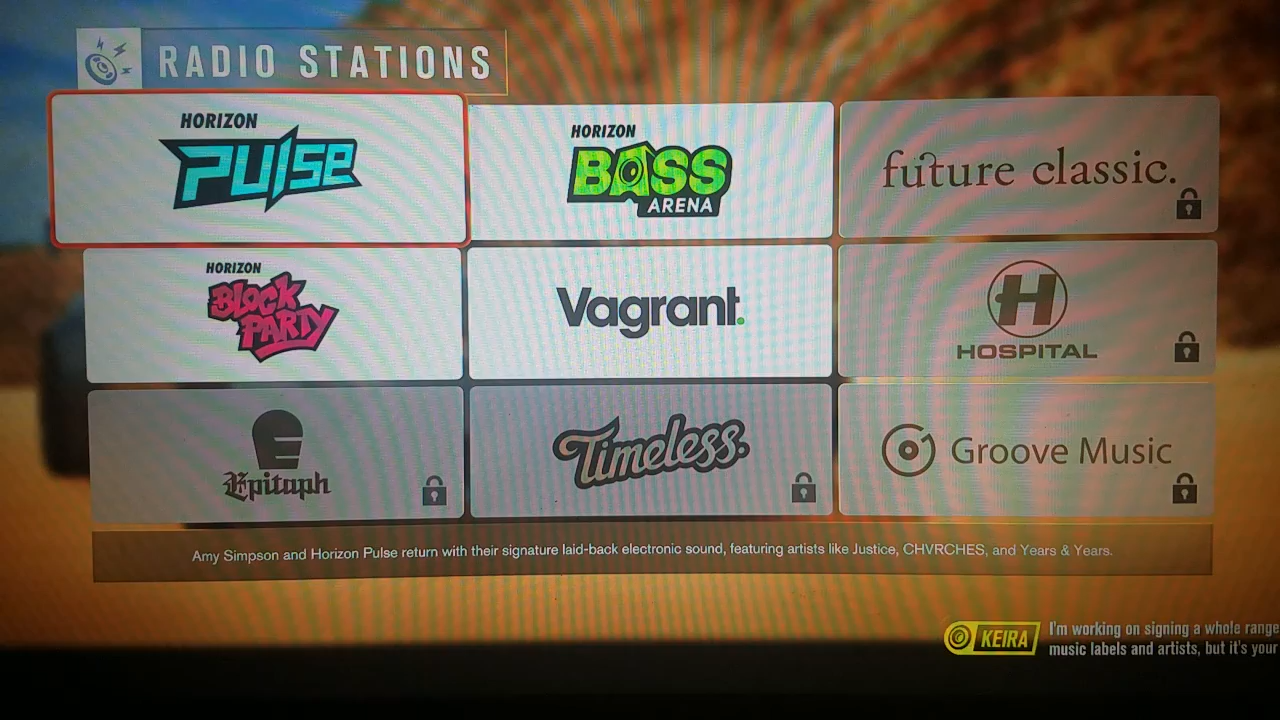 RADIO STATIONS
HORIZON
PULSE
HORIZON
BASS
ARENA
future classic.
HORIZON
BLOCK
PARTY
Vagrant.
H
HOSPITAL
E
Epitaph
Timeless.
Groove Music
Amy Simpson and Horizon Pulse return with their signature laid-back electronic sound, featuring artists like Justice, CHVRCHES, and Years & Years.
KEIRA
I'm working on signing a whole range
music labels and artists, but it's your